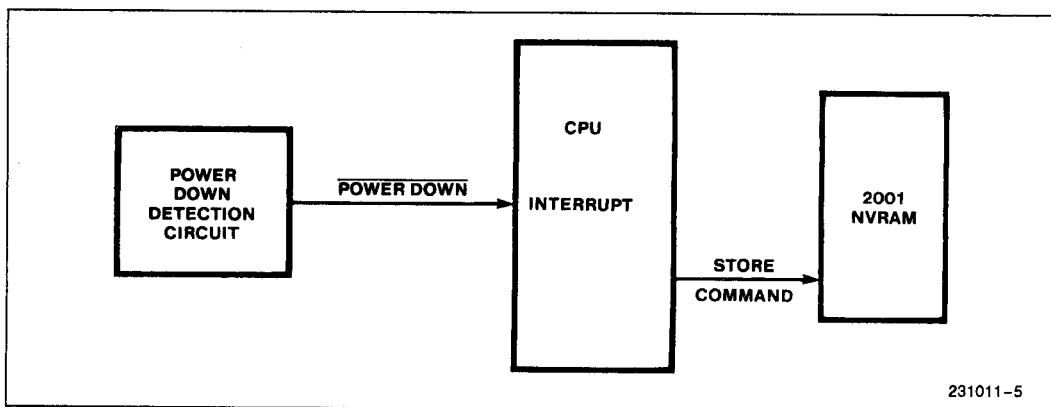 POWER
DOWN
DETECTION
CIRCUIT
POWER DOWN
CPU
INTERRUPT
STORE
COMMAND
2001
NVRAM
231011-5